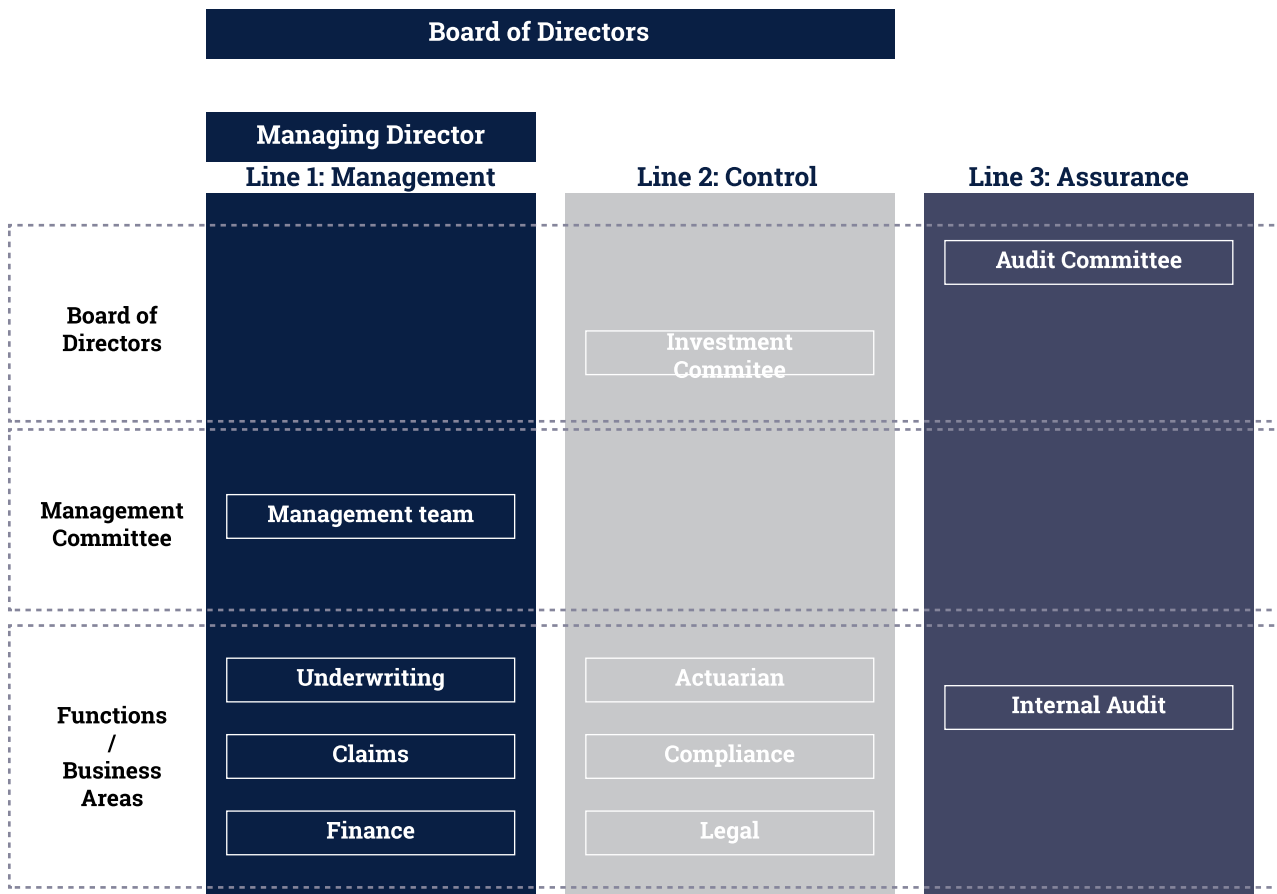 Board of Directors
Managing Director
Line 1: Management
Line 2: Control
Line 3: Assurance
Board of
Directors
Audit Committee
Investment
Commitee
Management
Committee
Management team
Functions
/
Business
Areas
Underwriting
Claims
Finance
Actuarian
Compliance
Legal
Internal Audit